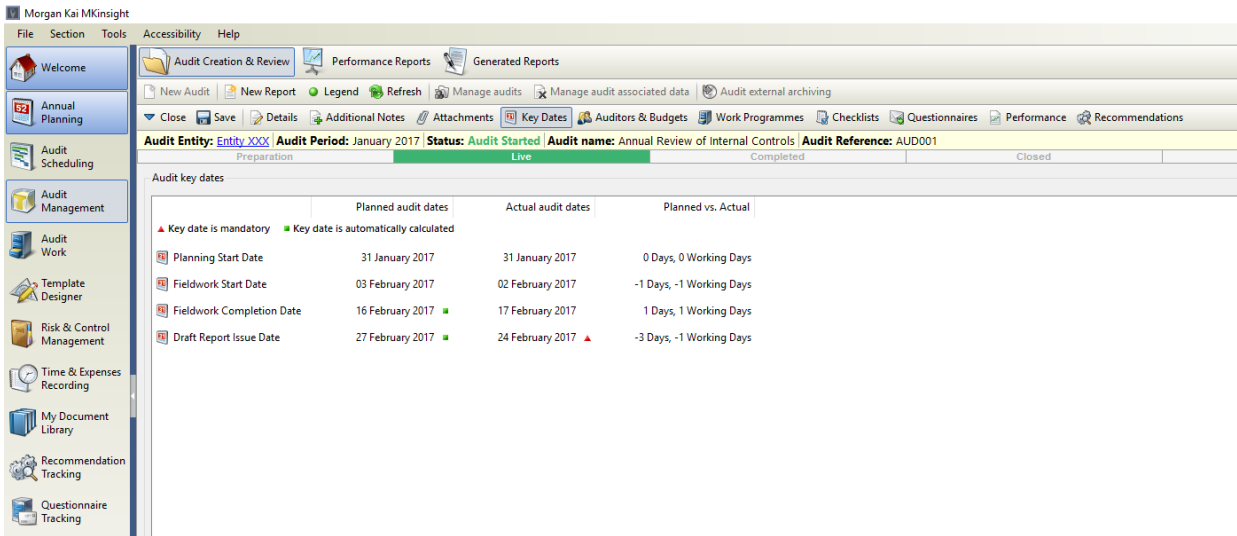 Morgan Kai MKinsight
File Section Tools Accessibility Help
Welcome
Annual
Planning
Audit
Scheduling
Audit
Management
Audit
Work
Template
Designer
Risk & Control
Management
Time & Expenses
Recording
My Document
Library
Recommendation
Tracking
Questionnaire
Tracking
Audit Creation & Review Performance Reports Generated Reports
New Audit New Report Legend Refresh Manage audits Manage audit associated data Audit external archiving
Close Save Details Additional Notes Attachments Key Dates Auditors & Budgets Work Programmes Checklists Questionnaires Performance Recommendations
Audit Entity: Entity XXX Audit Period: January 2017 Status: Audit Started Audit name: Annual Review of Internal Controls Audit Reference: AUD001
Preparation Live Completed Closed
Audit key dates
Planned audit dates Actual audit dates Planned vs. Actual
Key date is mandatory Key date is automatically calculated
Planning Start Date 31 January 2017 31 January 2017 0 Days, 0 Working Days
Fieldwork Start Date 03 February 2017 02 February 2017 -1 Days, -1 Working Days
Fieldwork Completion Date 16 February 2017 17 February 2017 1 Days, 1 Working Days
Draft Report Issue Date 27 February 2017 24 February 2017 -3 Days, -1 Working Days